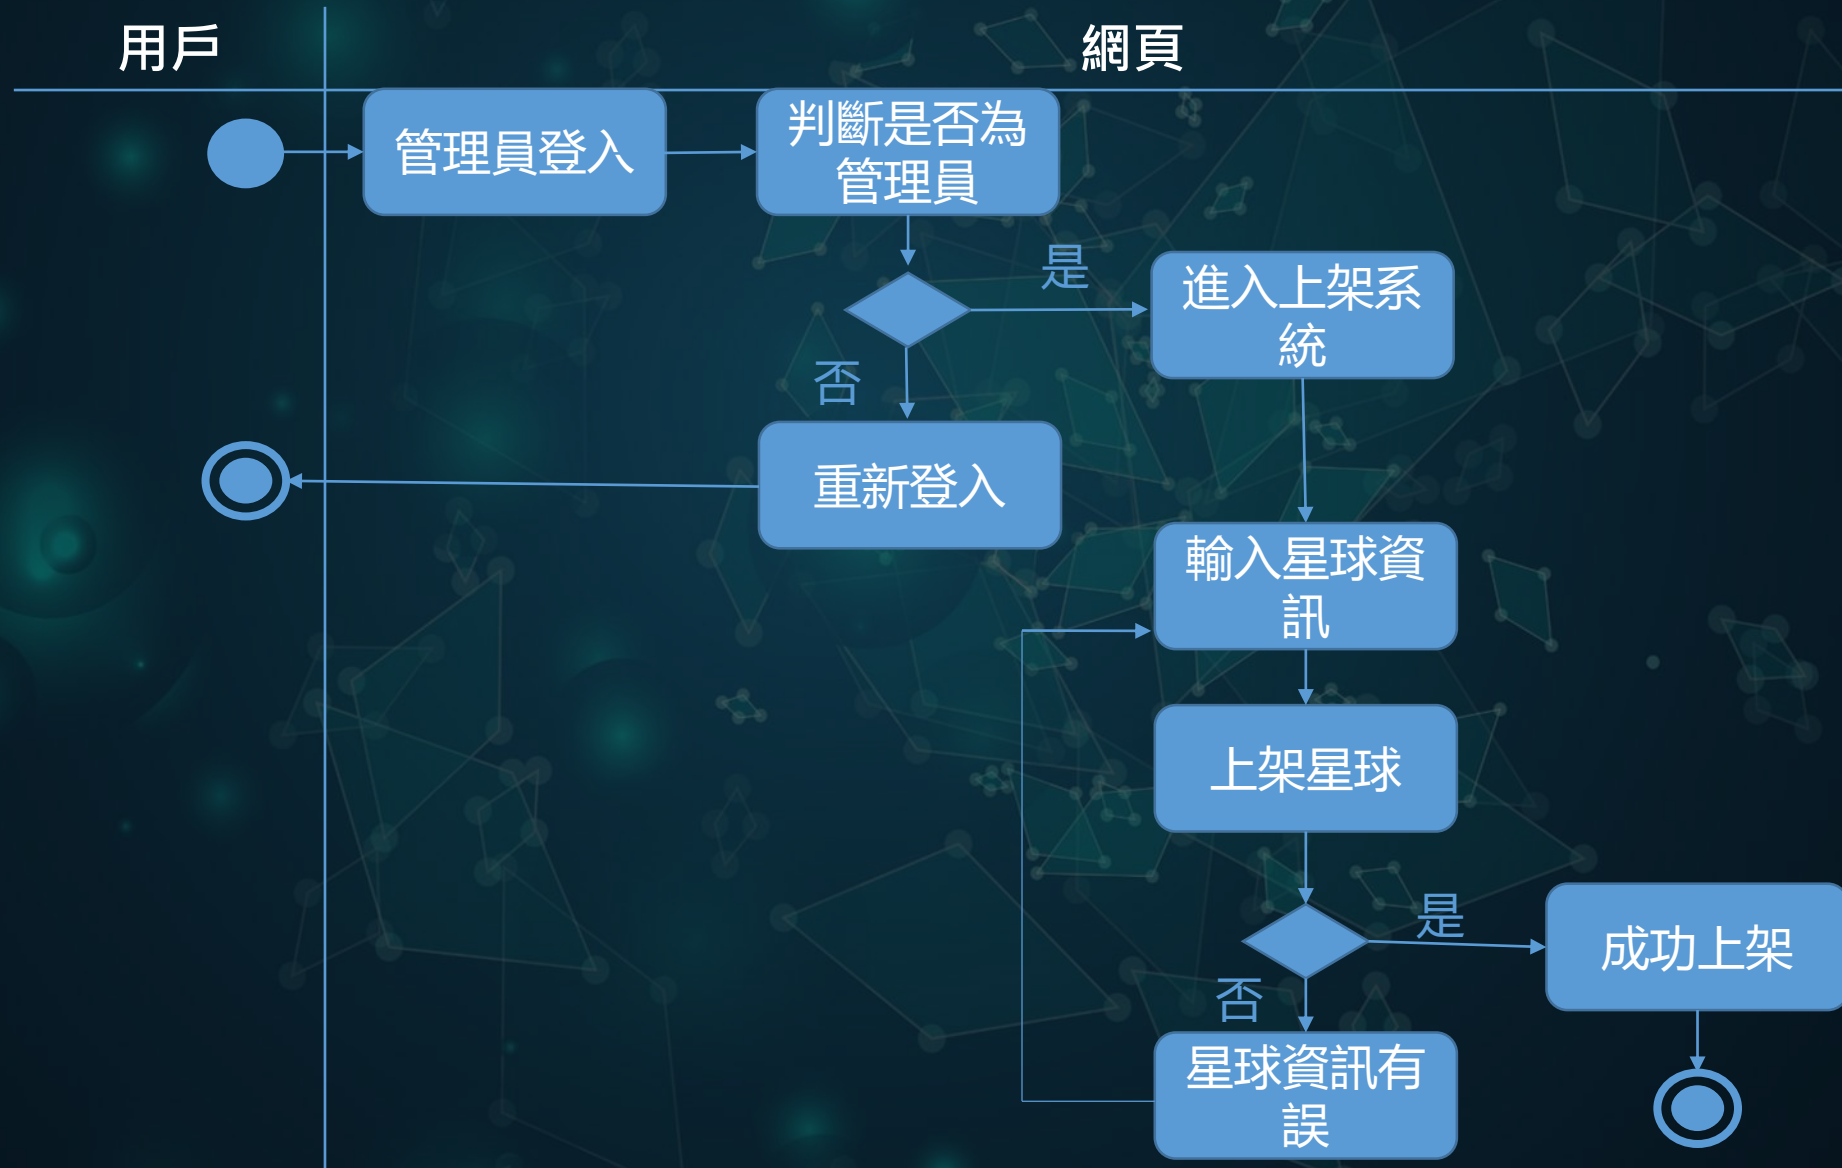 用戶
網頁
管理員登入
判斷是否為
管理員
是
進入上架系
統
否
重新登入
輸入星球資
訊
上架星球
是
成功上架
否
星球資訊有
誤